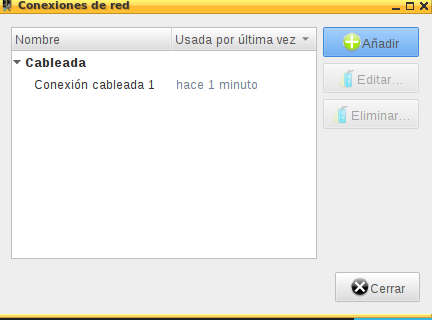 Conexiones de red
Nombre
Usada por última vez
Añadir
Cableada
Editar...
Conexión cableada 1
hace 1 minuto
Eliminar...
Cerrar